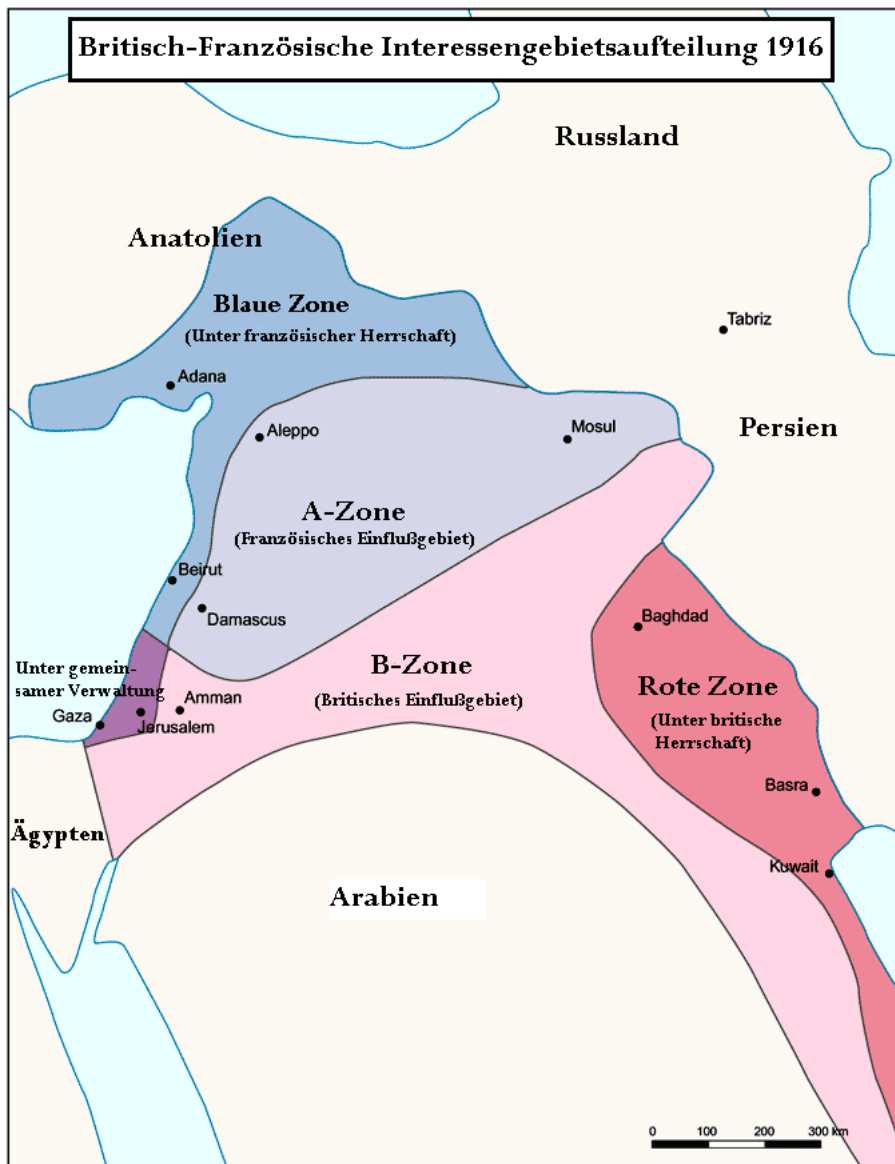 Britisch-Französische Interessengebietsaufteilung 1916
Russland
Anatolien
Blaue Zone
(Unter französischer Herrschaft)
Tabriz
Adana
Aleppo
Mosul
Persien
A-Zone
(Französisches Einflußgebiet)
Beirut
Damascus
Baghdad
Unter gemein-
samer Verwaltung
B-Zone
(Britisches Einflußgebiet)
Rote Zone
(Unter britische
Herrschaft)
Amman
Gaza
Jerusalem
Basra
Ägypten
Kuwait
Arabien
0 100 200 300 km